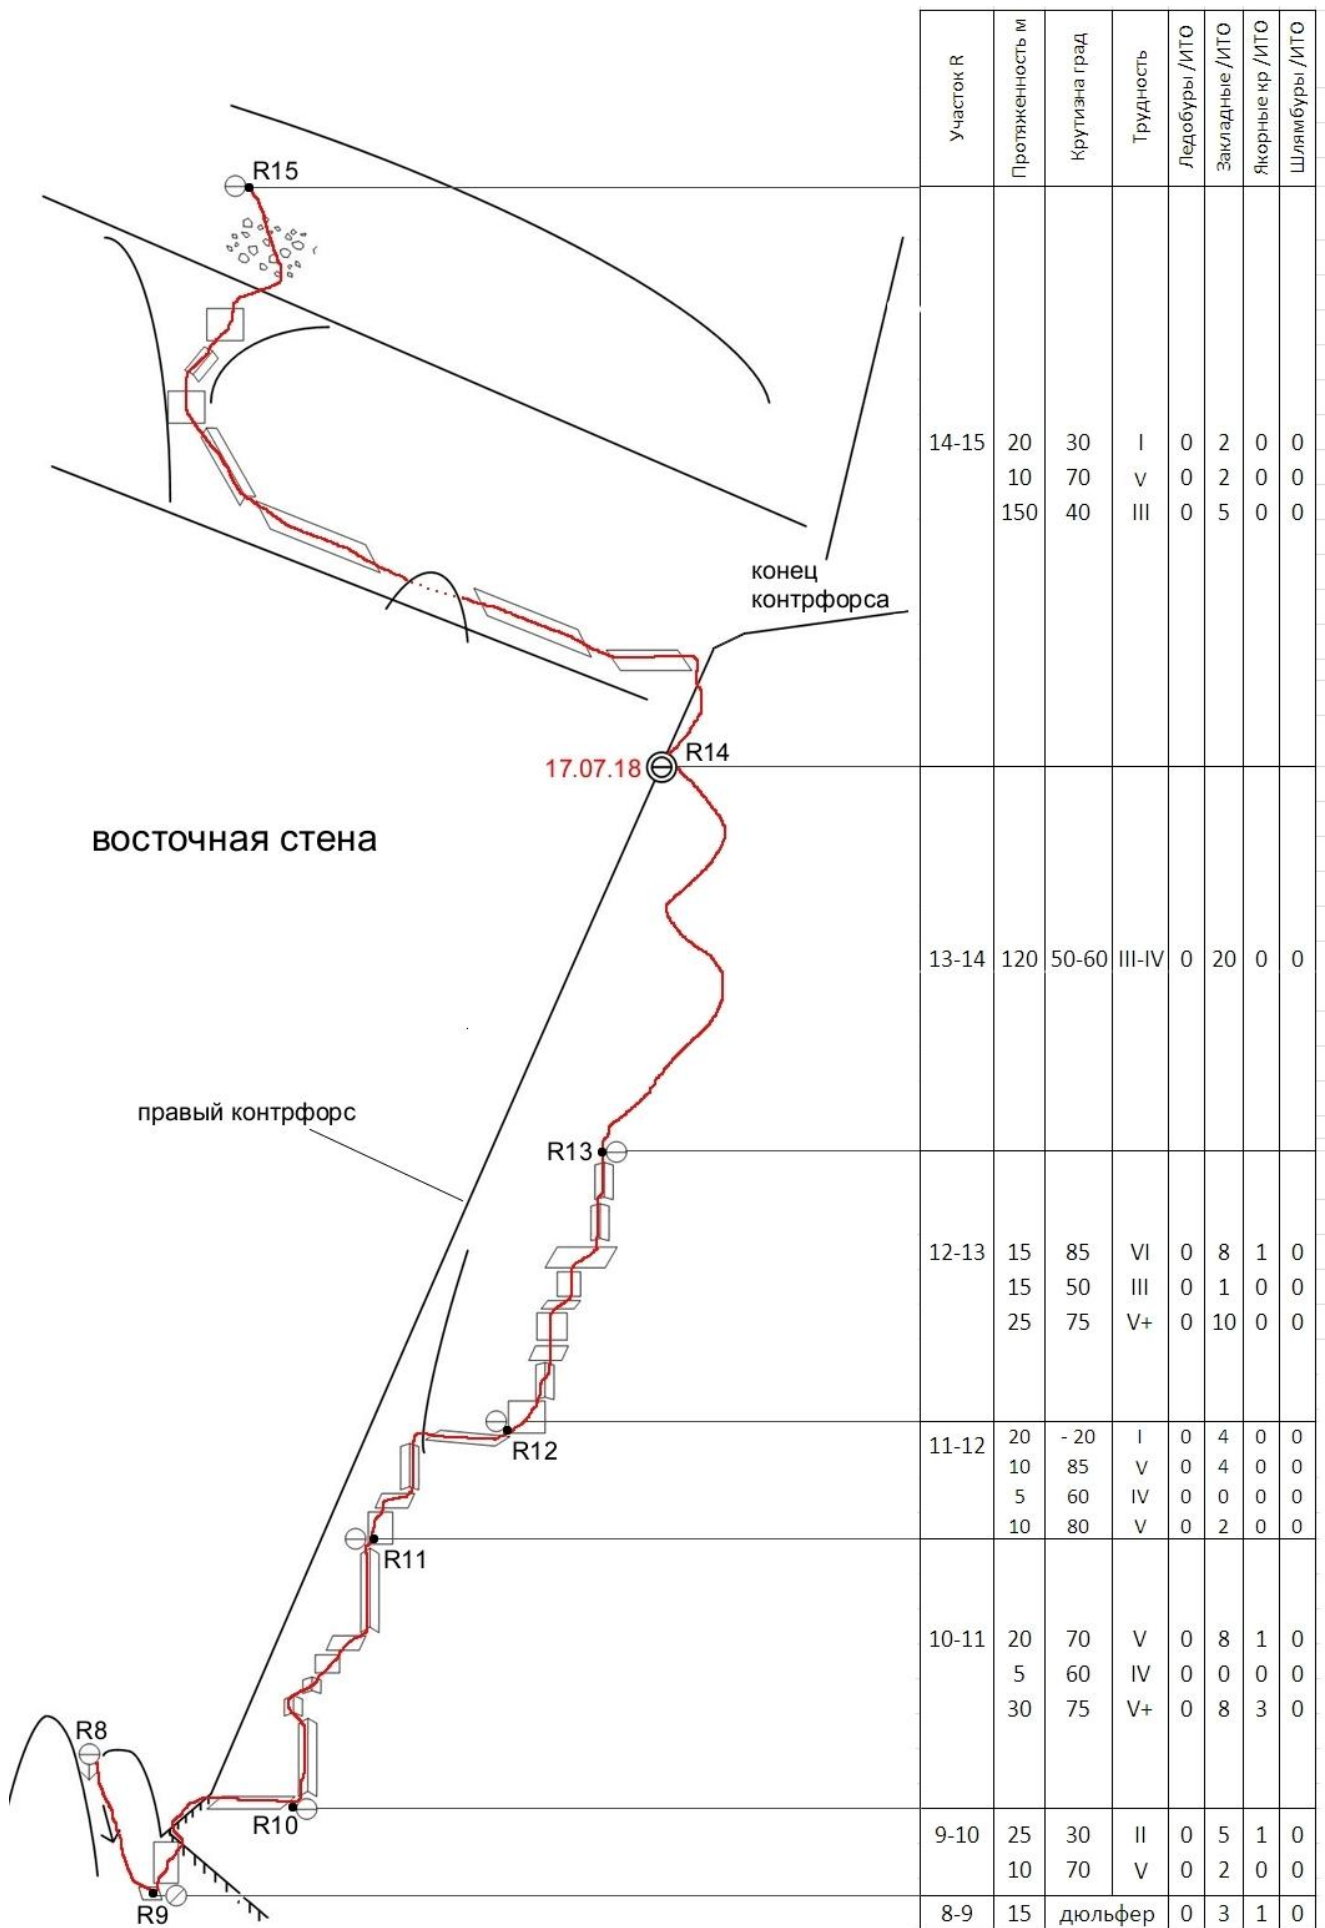 Участок R Протяженность м Крутизна град Трудность Ледобуры /ИТО Закладные /ИТО Якорные кр /ИТО Шлямбуры /ИТО
R15
14-15 20 30 I 0 2 0 0
10 70 V 0 2 0 0
150 40 III 0 5 0 0
конец
контрфорса
R14
17.07.18
восточная стена
13-14 120 50-60 III-IV 0 20 0 0
правый контрфорс
R13
12-13 15 85 VI 0 8 1 0
15 50 III 0 1 0 0
25 75 V+ 0 10 0 0
R12
11-12 20 - 20 I 0 4 0 0
10 85 V 0 4 0 0
5 60 IV 0 0 0 0
10 80 V 0 2 0 0
R11
10-11 20 70 V 0 8 1 0
5 60 IV 0 0 0 0
30 75 V+ 0 8 3 0
R8
R10
9-10 25 30 II 0 5 1 0
10 70 V 0 2 0 0
R9
8-9 15 дюльфер 0 3 1 0